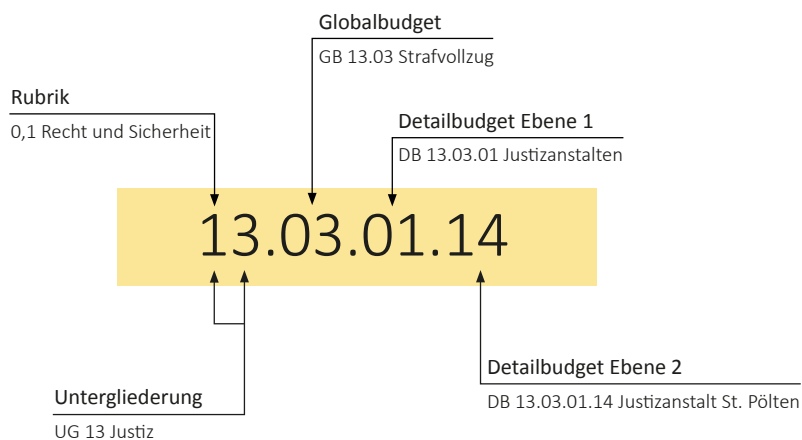 Globalbudget
GB 13.03 Strafvollzug
Rubrik
0,1 Recht und Sicherheit
Detailbudget Ebene 1
DB 13.03.01 Justizanstalten
13.03.01.14
Detailbudget Ebene 2
DB 13.03.01.14 Justizanstalt St. Pölten
Untergliederung
UG 13 Justiz